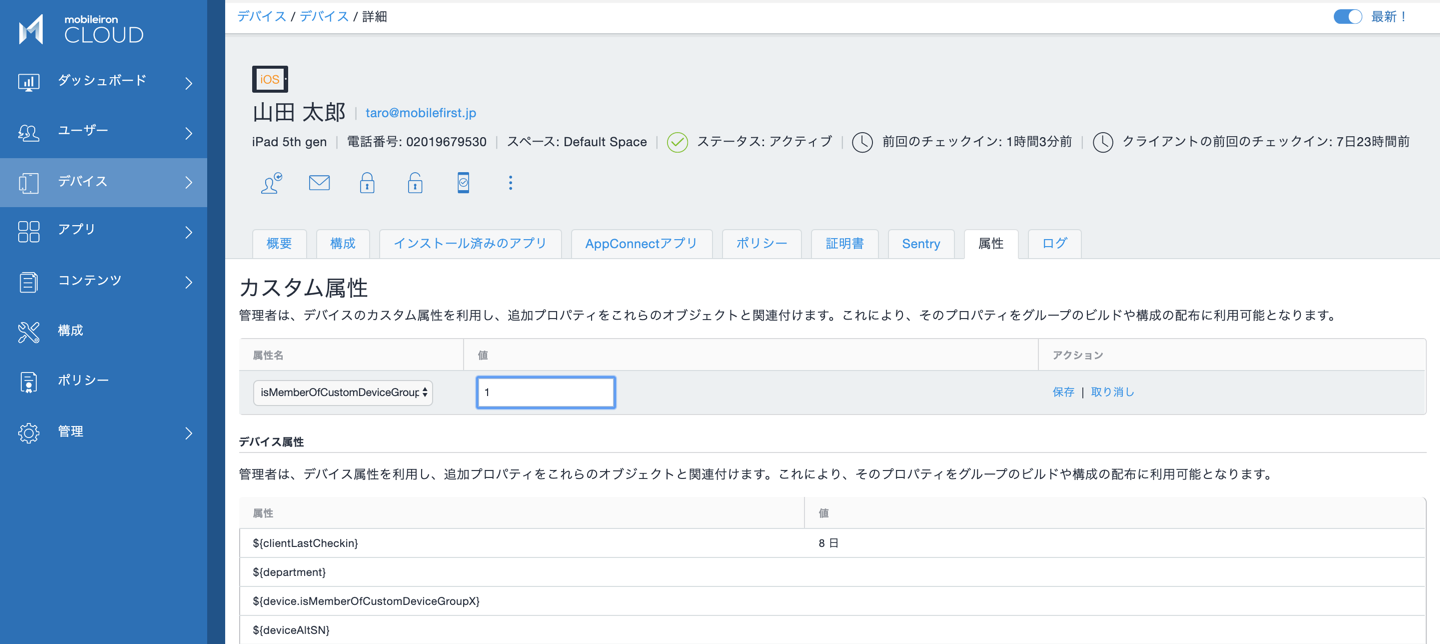 mobileiron
CLOUD
ダッシュボード
ユーザー
デバイス
アプリ
コンテンツ
構成
ポリシー
管理
デバイス / デバイス / 詳細
最新！
iOS
山田 太郎 | taro@mobilefirst.jp
iPad 5th gen | 電話番号: 02019679530 | スペース: Default Space | ステータス: アクティブ | 前回のチェックイン: 1時間3分前 | クライアントの前回のチェックイン: 7日23時間前
概要 構成 インストール済みのアプリ AppConnectアプリ ポリシー 証明書 Sentry 属性 ログ
カスタム属性
管理者は、デバイスのカスタム属性を利用し、追加プロパティをこれらのオブジェクトと関連付けます。これにより、そのプロパティをグループのビルドや構成の配布に利用可能となります。
属性名 値 アクション
isMemberOfCustomDeviceGroup 1 保存 | 取り消し
デバイス属性
管理者は、デバイス属性を利用し、追加プロパティをこれらのオブジェクトと関連付けます。これにより、そのプロパティをグループのビルドや構成の配布に利用可能となります。
属性 値
${clientLastCheckin} 8 日
${department}
${device.isMemberOfCustomDeviceGroupX}
${deviceAltSN}